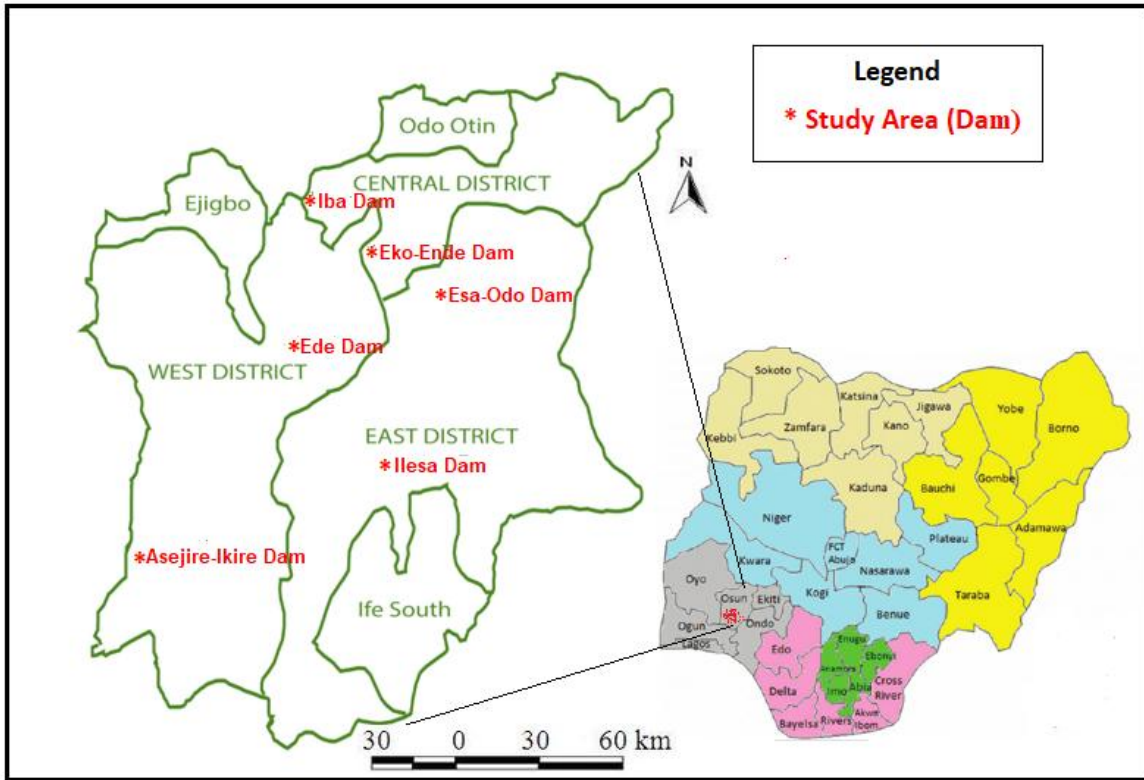 Legend
* Study Area (Dam)
N
Odo Otin
CENTRAL DISTRICT
Ejigbo
*Iba Dam
*Eko-Ende Dam
*Esa-Odo Dam
*Ede Dam
WEST DISTRICT
EAST DISTRICT
*Ilesa Dam
*Asejire-Ikire Dam
Ife South
30 0 60 km
Sokoto
Katsina
Jigawa
Yobe
Borno
Kebbi
Zamfara
Kano
Kaduna
Bauchi
Gombe
Adamawa
Niger
Plateau
FCT
Abuja
Kwara
Nasarawa
Taraba
Oyo
Osun
Ekiti
Kogi
Benue
Ogun
Ondo
Lagos
Edo
Enugu
Ebonyi
Anambra
Imo
Abia
Cross
River
Delta
Bayelsa
Rivers
Akwa
Ibom